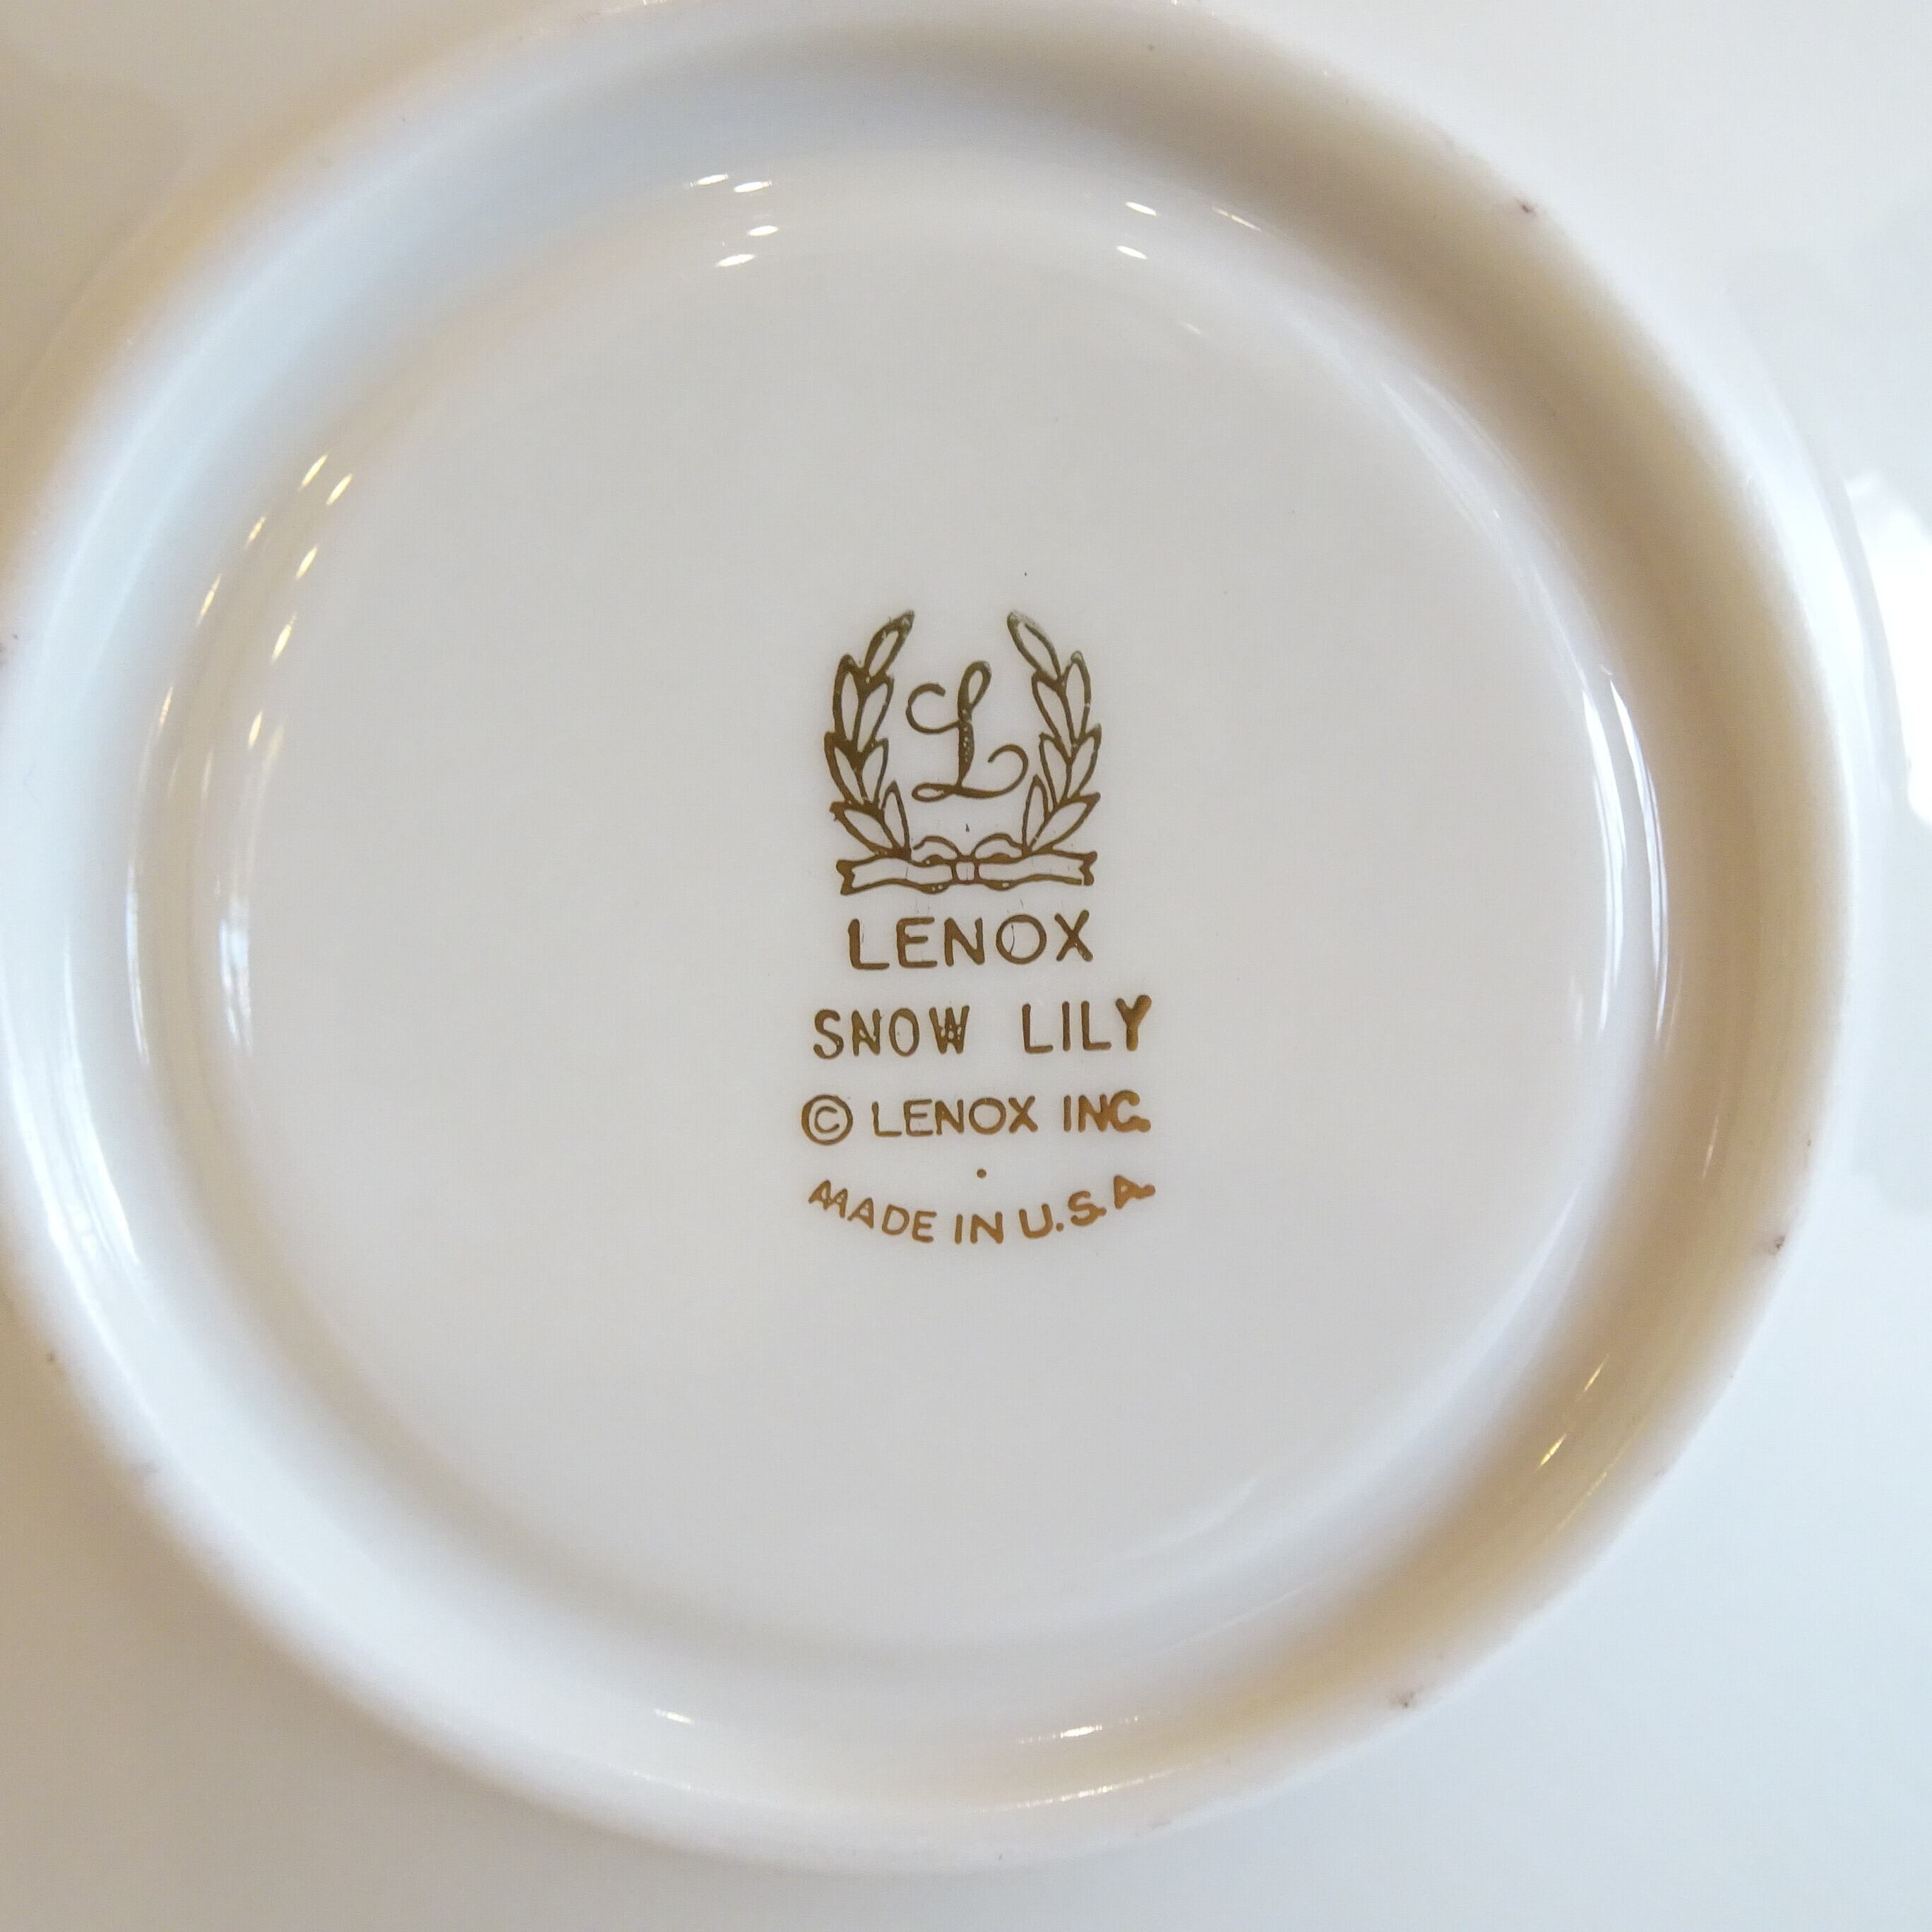 L
LENOX
SNOW LILY
© LENOX INC.
MADE IN U.S.A.